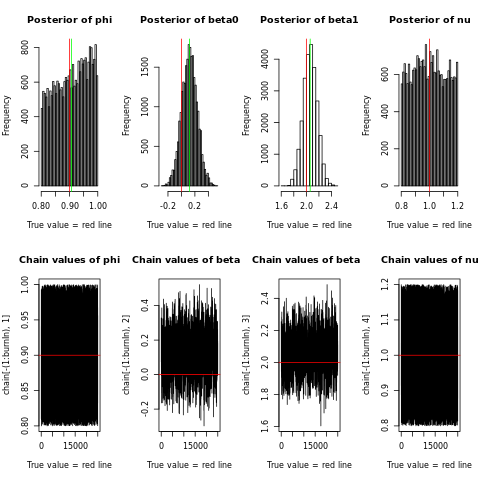 Posterior of phi
Posterior of beta0
Posterior of beta1
Posterior of nu
Frequency
0 200 400 600 800
0.80 0.90 1.00
True value = red line
Frequency
0 500 1000 1500
-0.2 0.2
True value = red line
Frequency
0 1000 2000 3000 4000
1.6 2.0 2.4
True value = red line
Frequency
0 200 400 600
0.8 1.0 1.2
True value = red line
Chain values of phi
Chain values of beta
Chain values of beta
Chain values of nu
chain[-(1:burnIn), 1]
0.80 0.85 0.90 0.95 1.00
0 15000
True value = red line
chain[-(1:burnIn), 2]
-0.2 0.0 0.2 0.4
0 15000
True value = red line
chain[-(1:burnIn), 3]
1.6 1.8 2.0 2.2 2.4
0 15000
True value = red line
chain[-(1:burnIn), 4]
0.8 0.9 1.0 1.1 1.2
0 15000
True value = red line